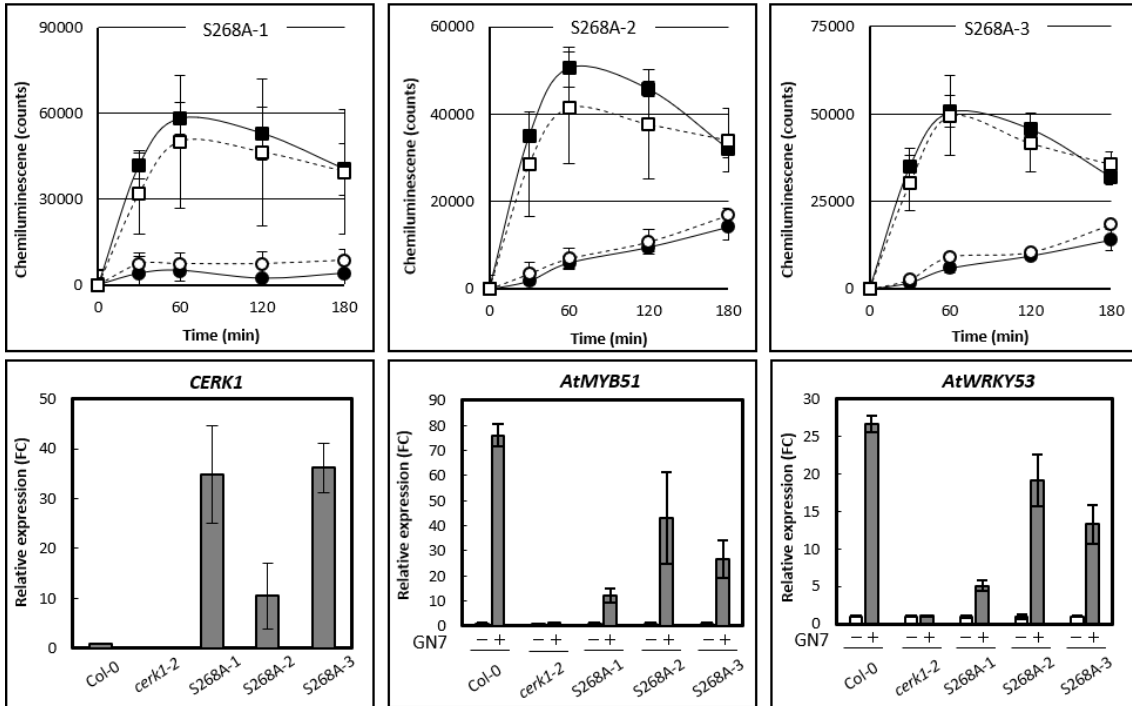 S268A-1
Chemiluminescene (counts)
90000
60000
30000
0
0 60 120 180
Time (min)
S268A-2
Chemiluminescene (counts)
60000
40000
20000
0
0 60 120 180
Time (min)
S268A-3
Chemiluminescene (counts)
75000
50000
25000
0
0 60 120 180
Time (min)
CERK1
Relative expression (FC)
50
40
30
20
10
0
Col-0 cerk1-2 S268A-1 S268A-2 S268A-3
AtMYB51
Relative expression (FC)
90
80
70
60
50
40
30
20
10
0
GN7 − + − + − + − + − +
Col-0 cerk1-2 S268A-1 S268A-2 S268A-3
AtWRKY53
Relative expression (FC)
30
25
20
15
10
5
0
GN7 − + − + − + − + − +
Col-0 cerk1-2 S268A-1 S268A-2 S268A-3